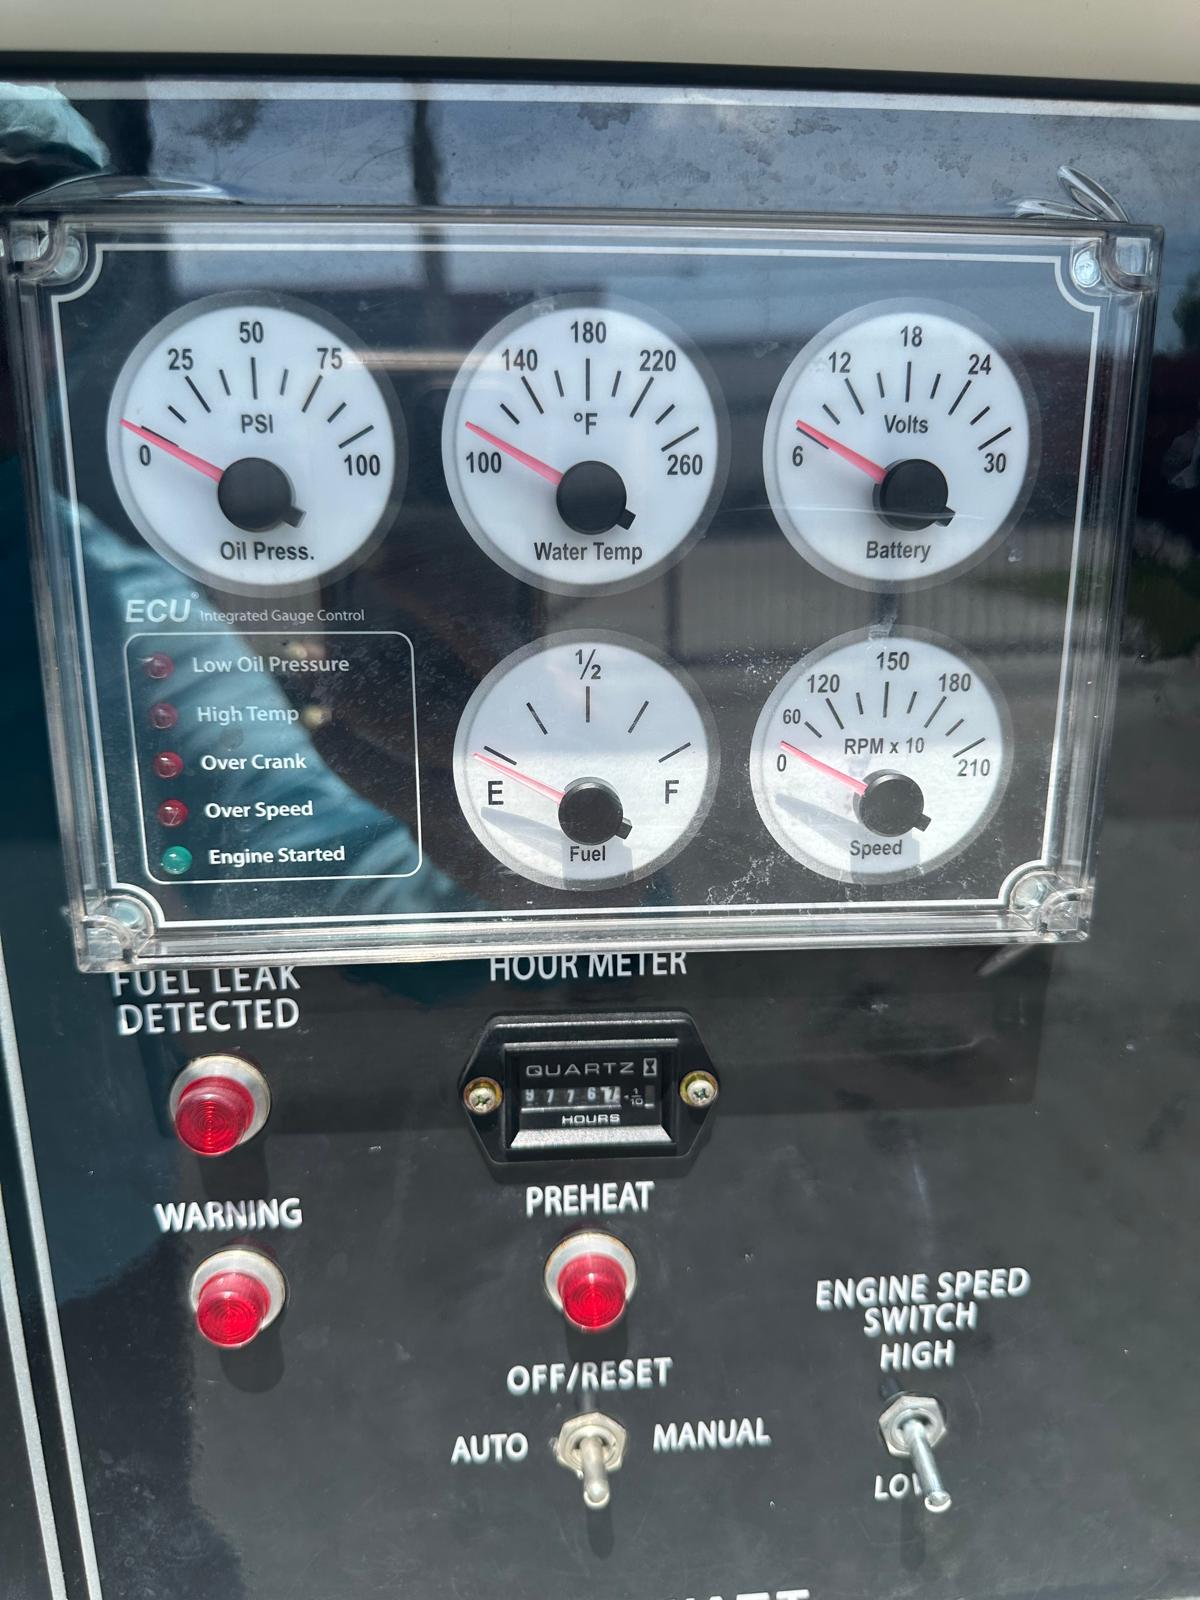 50
25
75
PSI
0
100
Oil Press.
180
140
220
°F
100
260
Water Temp
18
12
24
Volts
6
30
Battery
ECU® Integrated Gauge Control
Low Oil Pressure
High Temp
Over Crank
Over Speed
Engine Started
1/2
E
F
Fuel
150
120
180
60
RPM x 10
0
210
Speed
FUEL LEAK
DETECTED
HOUR METER
QUARTZ
1/10
HOURS
WARNING
PREHEAT
ENGINE SPEED
SWITCH
HIGH
OFF/RESET
AUTO
MANUAL
LOW